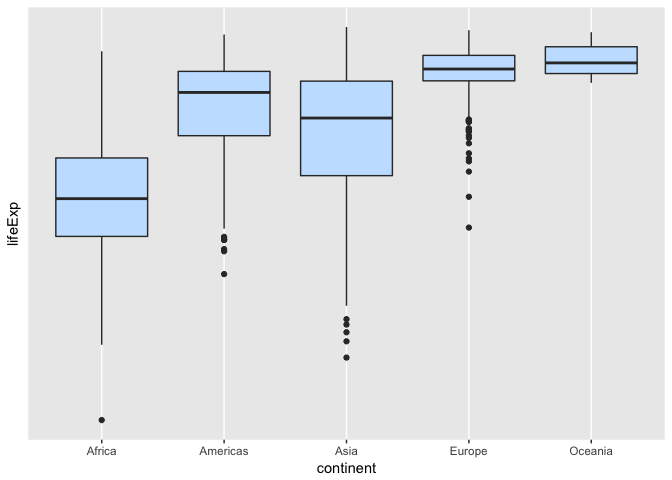 lifeExp
Africa
Americas
Asia
Europe
Oceania
continent